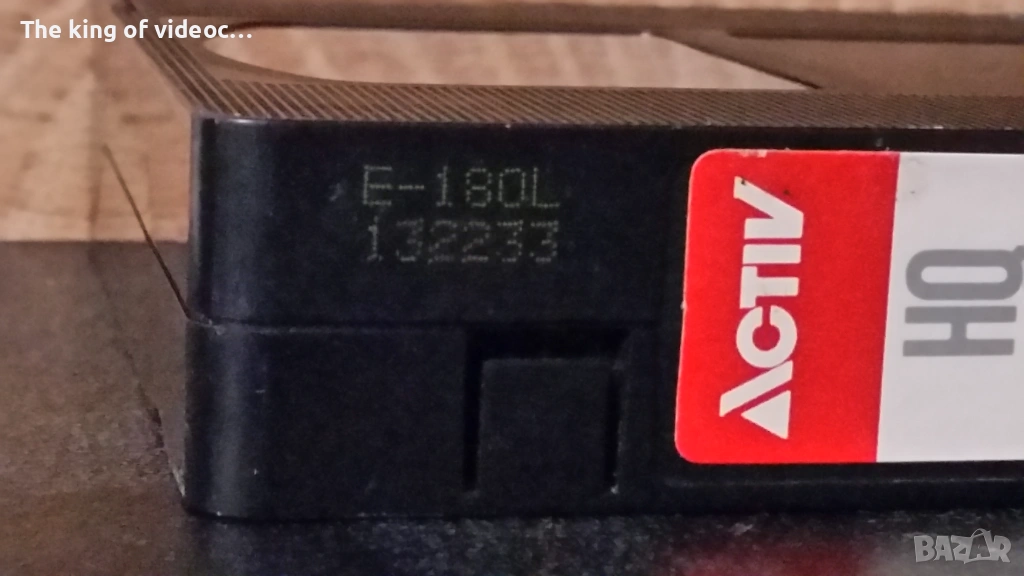 The king of videoc...
E-180L
132233
ACTIV
HQ
BAZAR